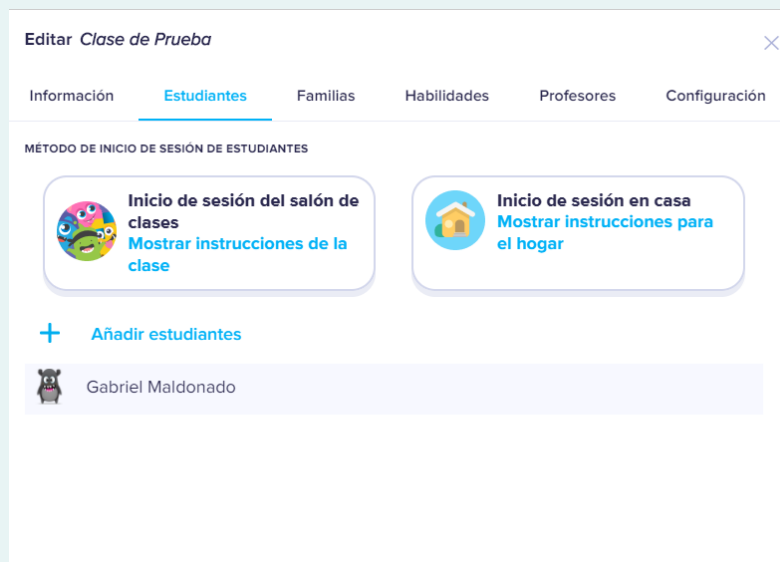 Editar Clase de Prueba
Información Estudiantes Familias Habilidades Profesores Configuración
MÉTODO DE INICIO DE SESIÓN DE ESTUDIANTES
Inicio de sesión del salón de
clases
Mostrar instrucciones de la
clase
Inicio de sesión en casa
Mostrar instrucciones para
el hogar
Añadir estudiantes
Gabriel Maldonado